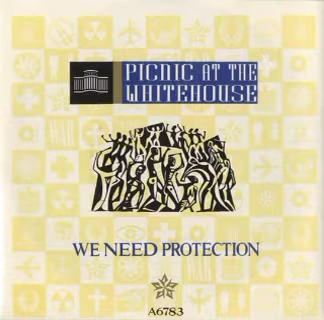 PICNIC AT THE
WHITEHOUSE
WE NEED PROTECTION
A6783